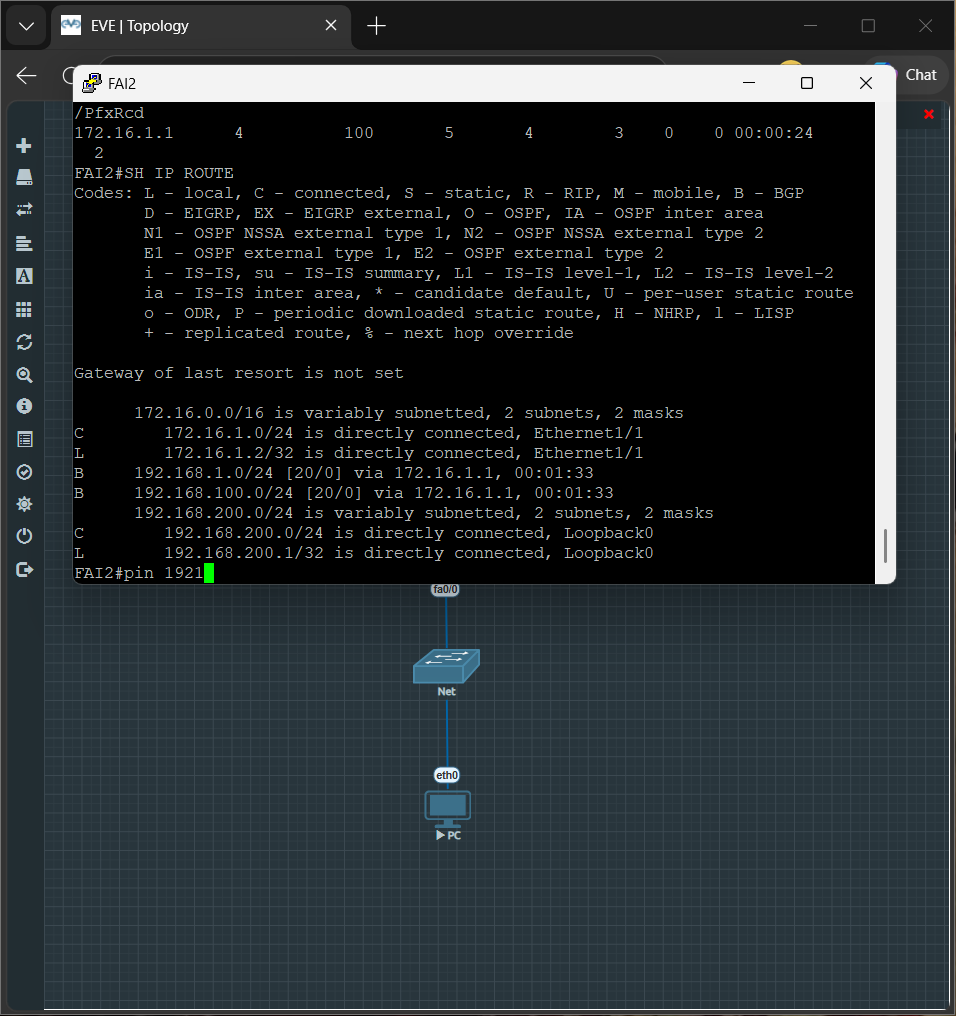 EVE | Topology
Chat
FAI2
/PfxRcd
172.16.1.1      4          100       5       4        3    0    0 00:00:24
  2
FAI2#SH IP ROUTE
Codes: L - local, C - connected, S - static, R - RIP, M - mobile, B - BGP
       D - EIGRP, EX - EIGRP external, O - OSPF, IA - OSPF inter area
       N1 - OSPF NSSA external type 1, N2 - OSPF NSSA external type 2
       E1 - OSPF external type 1, E2 - OSPF external type 2
       i - IS-IS, su - IS-IS summary, L1 - IS-IS level-1, L2 - IS-IS level-2
       ia - IS-IS inter area, * - candidate default, U - per-user static route
       o - ODR, P - periodic downloaded static route, H - NHRP, l - LISP
       + - replicated route, % - next hop override
Gateway of last resort is not set
      172.16.0.0/16 is variably subnetted, 2 subnets, 2 masks
C        172.16.1.0/24 is directly connected, Ethernet1/1
L        172.16.1.2/32 is directly connected, Ethernet1/1
B     192.168.1.0/24 [20/0] via 172.16.1.1, 00:01:33
B     192.168.100.0/24 [20/0] via 172.16.1.1, 00:01:33
      192.168.200.0/24 is variably subnetted, 2 subnets, 2 masks
C        192.168.200.0/24 is directly connected, Loopback0
L        192.168.200.1/32 is directly connected, Loopback0
FAI2#pin 1921
fa0/0
Net
eth0
PC